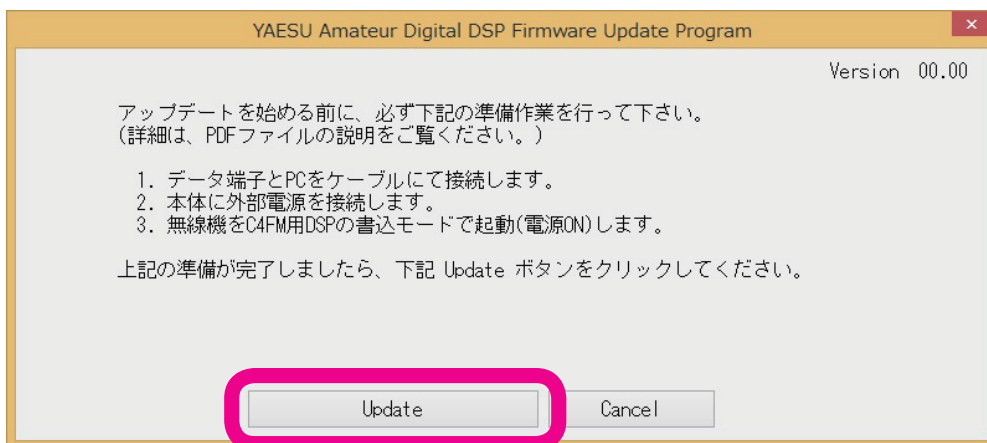 YAESU Amateur Digital DSP Firmware Update Program
Version 00.00
アップデートを始める前に、必ず下記の準備作業を行って下さい。
(詳細は、PDFファイルの説明をご覧ください。)
1. データ端子とPCをケーブルにて接続します。
2. 本体に外部電源を接続します。
3. 無線機をC4FM用DSPの書込モードで起動(電源ON)します。
上記の準備が完了しましたら、下記 Update ボタンをクリックしてください。
Update Cancel